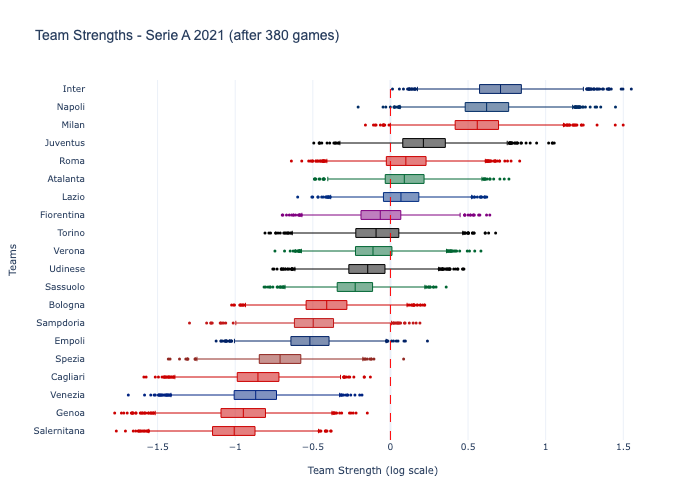 Team Strengths - Serie A 2021 (after 380 games)
Inter
Napoli
Milan
Juventus
Roma
Atalanta
Lazio
Fiorentina
Torino
Verona
Udinese
Sassuolo
Bologna
Sampdoria
Empoli
Spezia
Cagliari
Venezia
Genoa
Salernitana
Teams
−1.5 −1 −0.5 0 0.5 1 1.5
Team Strength (log scale)